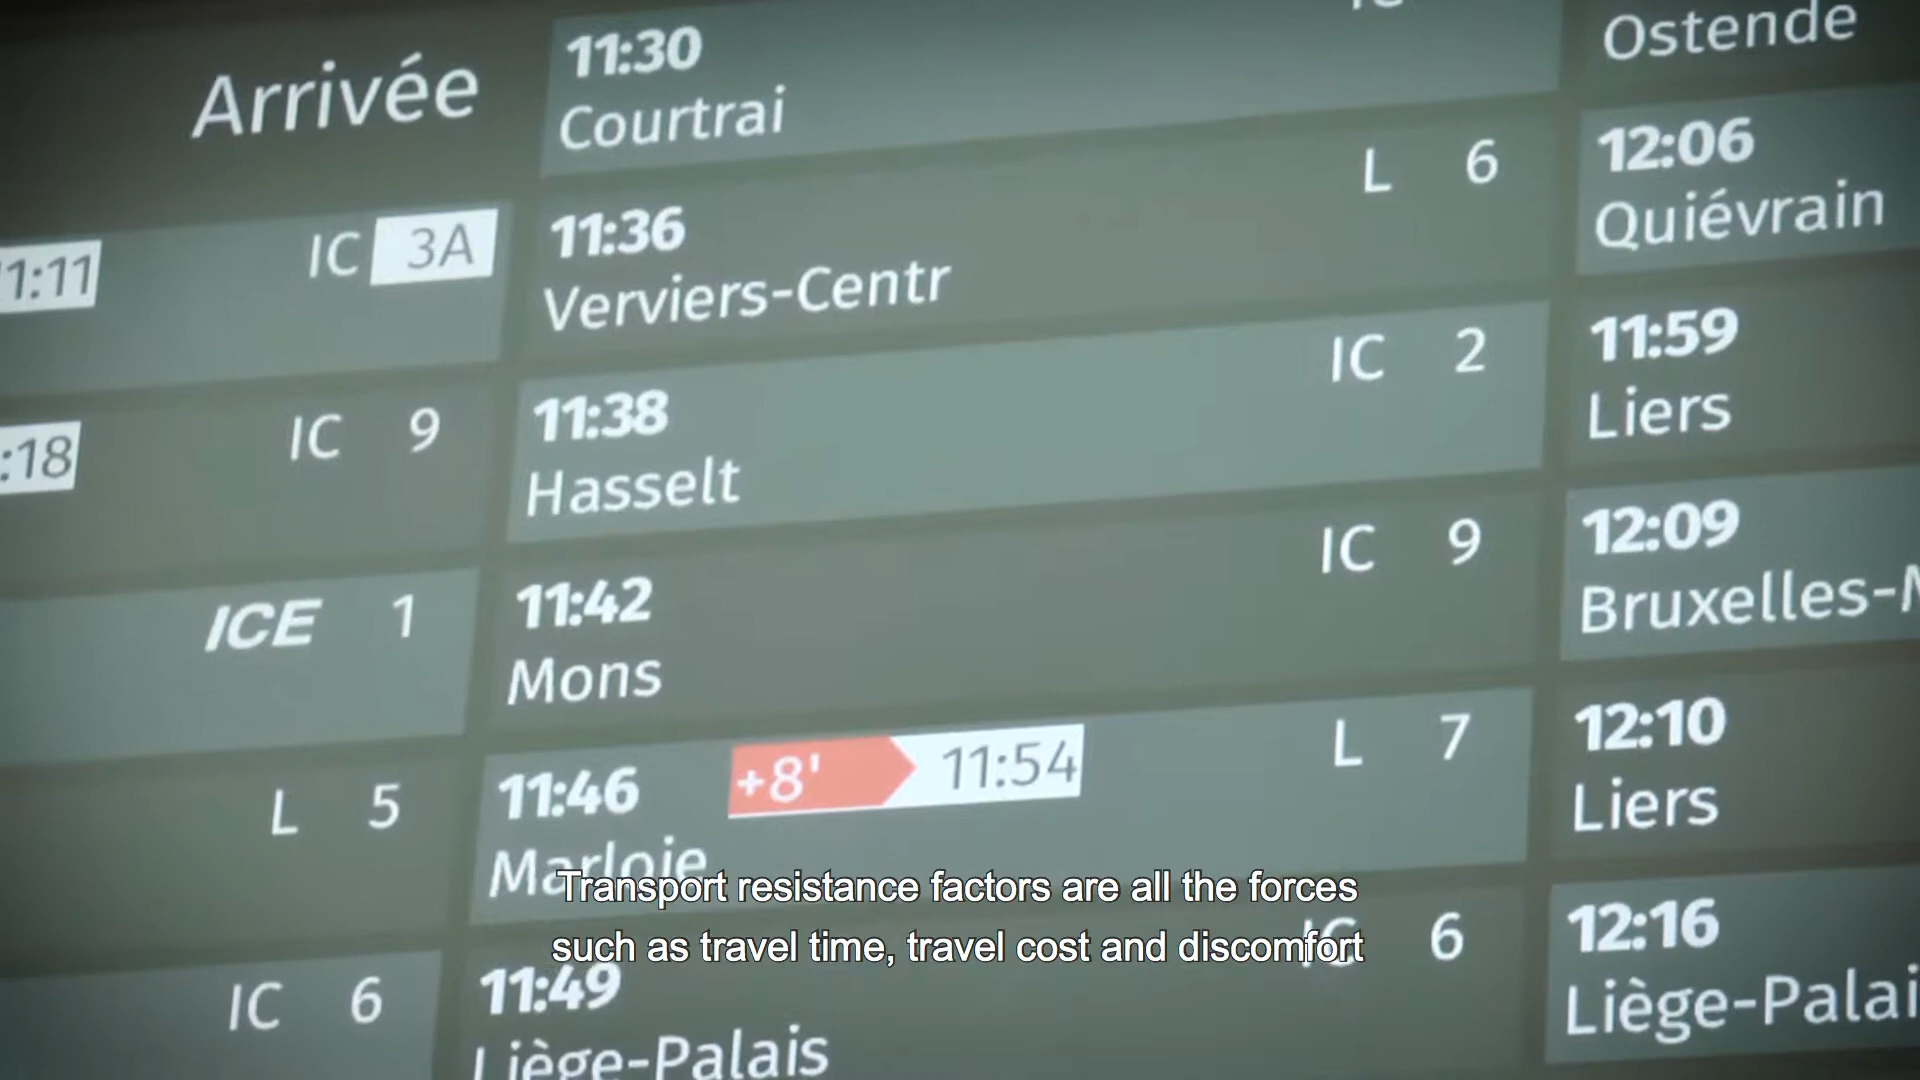 Arrivée
1:11
IC 3A
:18
IC 9
ICE 1
L 5
IC 6
11:30
Courtrai
11:36 L 6
Verviers-Centr
11:38 IC 2
Hasselt
11:42 IC 9
Mons
11:46 +8' 11:54 L 7
Marloie
11:49 IC 6
Liège-Palais
Ostende
12:06
Quiévrain
11:59
Liers
12:09
Bruxelles-M
12:10
Liers
12:16
Liège-Palai
Transport resistance factors are all the forces
such as travel time, travel cost and discomfort